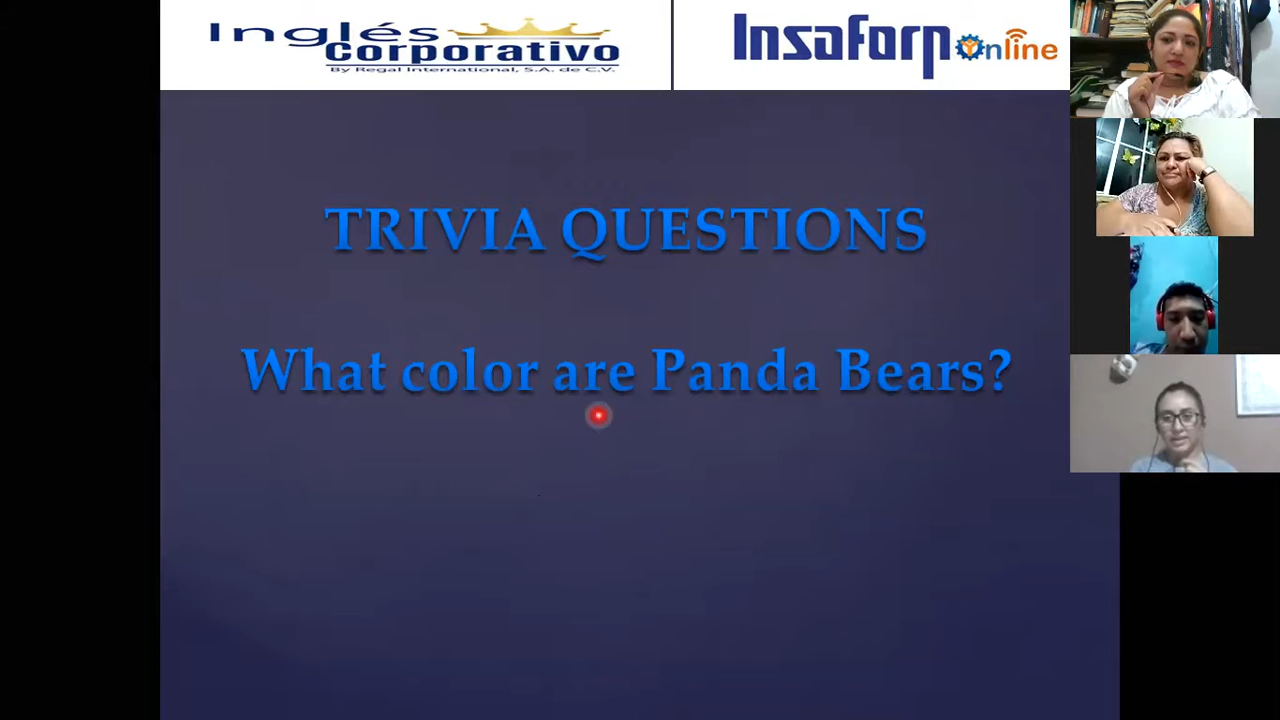 Inglés
Corporativo
By Regal International, S.A. de C.V.
Insaforp Online
TRIVIA QUESTIONS
What color are Panda Bears?